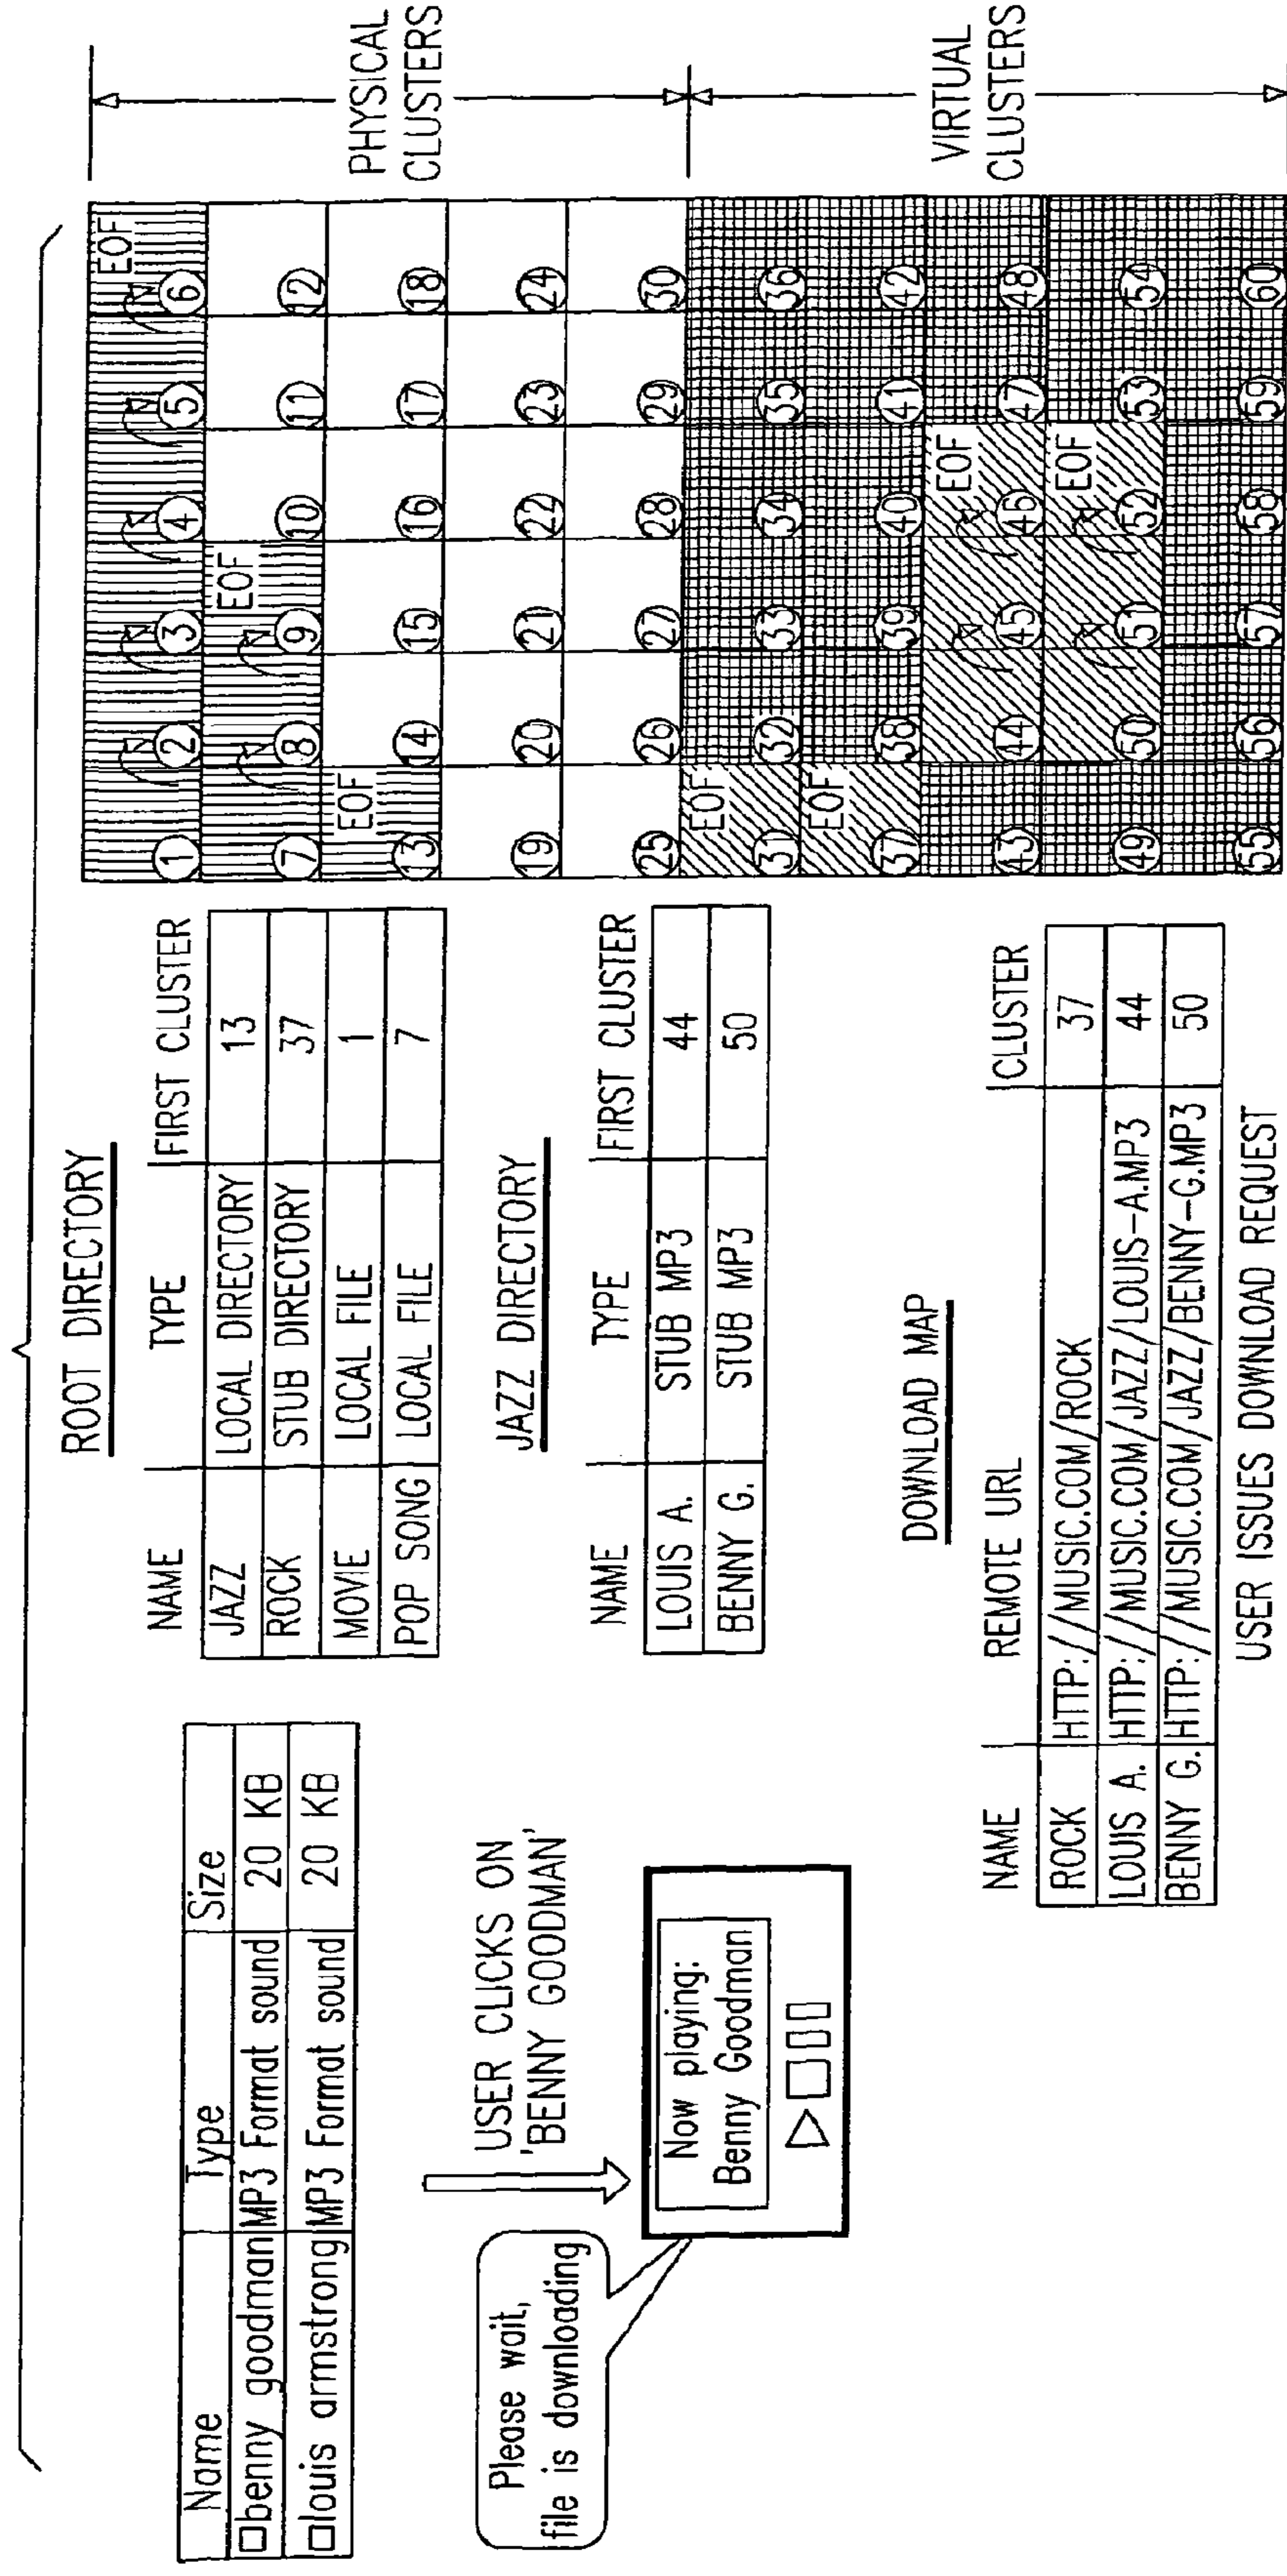 Name Type Size
benny goodman MP3 Format sound 20 KB
louis armstrong MP3 Format sound 20 KB
USER CLICKS ON
'BENNY GOODMAN'
Please wait,
file is downloading
Now playing:
Benny Goodman
ROOT DIRECTORY
NAME TYPE FIRST CLUSTER
JAZZ LOCAL DIRECTORY 13
ROCK STUB DIRECTORY 37
MOVIE LOCAL FILE 1
POP SONG LOCAL FILE 7
JAZZ DIRECTORY
NAME TYPE FIRST CLUSTER
LOUIS A. STUB MP3 44
BENNY G. STUB MP3 50
DOWNLOAD MAP
NAME REMOTE URL CLUSTER
ROCK HTTP://MUSIC.COM/ROCK 37
LOUIS A. HTTP://MUSIC.COM/JAZZ/LOUIS-A.MP3 44
BENNY G. HTTP://MUSIC.COM/JAZZ/BENNY-G.MP3 50
USER ISSUES DOWNLOAD REQUEST
EOF
1 2 3 4 5 6
EOF
7 8 9 10 11 12
EOF
13 14 15 16 17 18
19 20 21 22 23 24
25 26 27 28 29 30
EOF
31 32 33 34 35 36
EOF
37 38 39 40 41 42
EOF
43 44 45 46 47 48
EOF
49 50 51 52 53 54
55 56 57 58 59 60
PHYSICAL
CLUSTERS
VIRTUAL
CLUSTERS